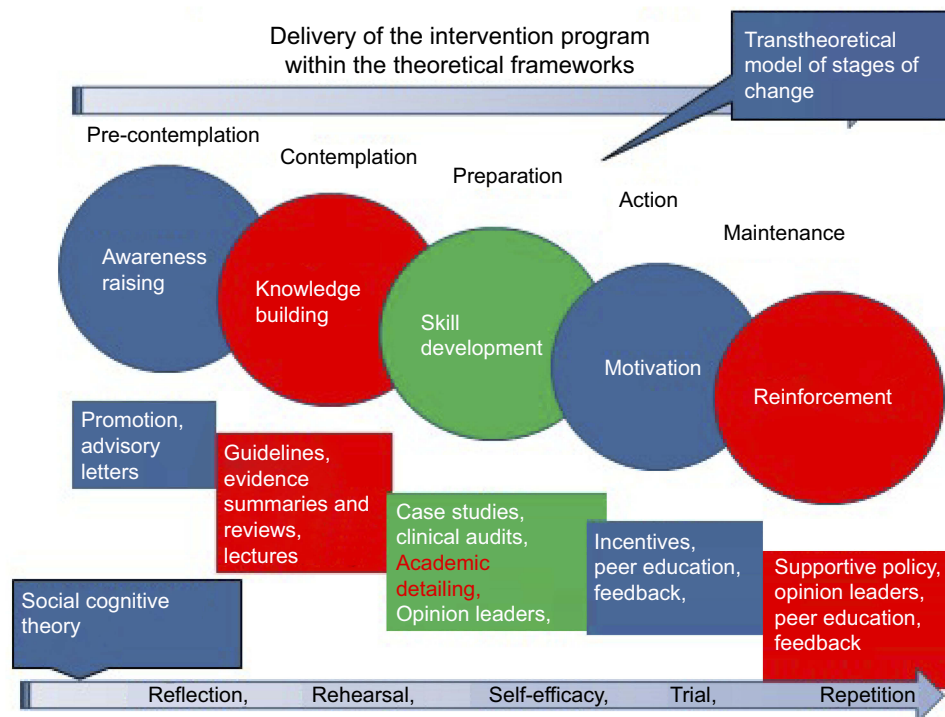 Delivery of the intervention program
within the theoretical frameworks
Transtheoretical
model of stages of
change
Pre-contemplation
Contemplation
Preparation
Action
Maintenance
Awareness
raising
Knowledge
building
Skill
development
Motivation
Reinforcement
Promotion,
advisory
letters
Guidelines,
evidence
summaries and
reviews,
lectures
Case studies,
clinical audits,
Academic
detailing,
Opinion leaders,
Incentives,
peer education,
feedback,
Supportive policy,
opinion leaders,
peer education,
feedback
Social cognitive
theory
Reflection, Rehearsal, Self-efficacy, Trial, Repetition